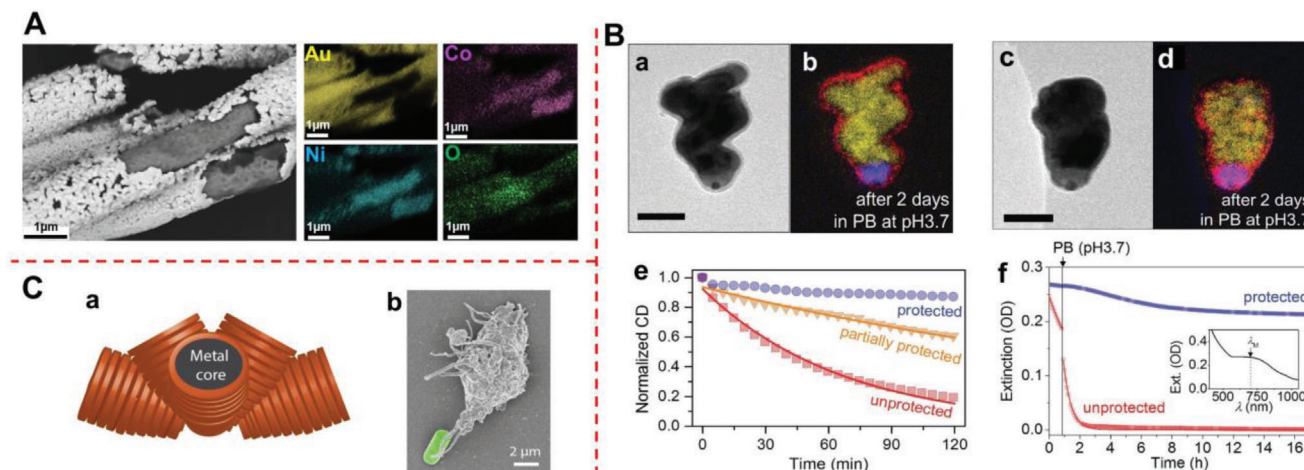 A
Au
1μm
Co
1μm
1μm
Ni
1μm
O
1μm
B
a
b
after 2 days
in PB at pH3.7
c
d
after 2 days
in PB at pH3.7
C
a
Metal
core
b
2 μm
e
Normalized CD
1.0
0.8
0.6
0.4
0.2
0.0
protected
partially protected
unprotected
0
30
60
90
120
Time (min)
PB (pH3.7)
f
Extinction (OD)
0.3
0.2
0.1
0.0
protected
unprotected
Ext. (OD)
0.4
0.2
0.0
λM
500
750
1000
λ (nm)
0
2
4
6
8
10
12
14
16
Time (h)